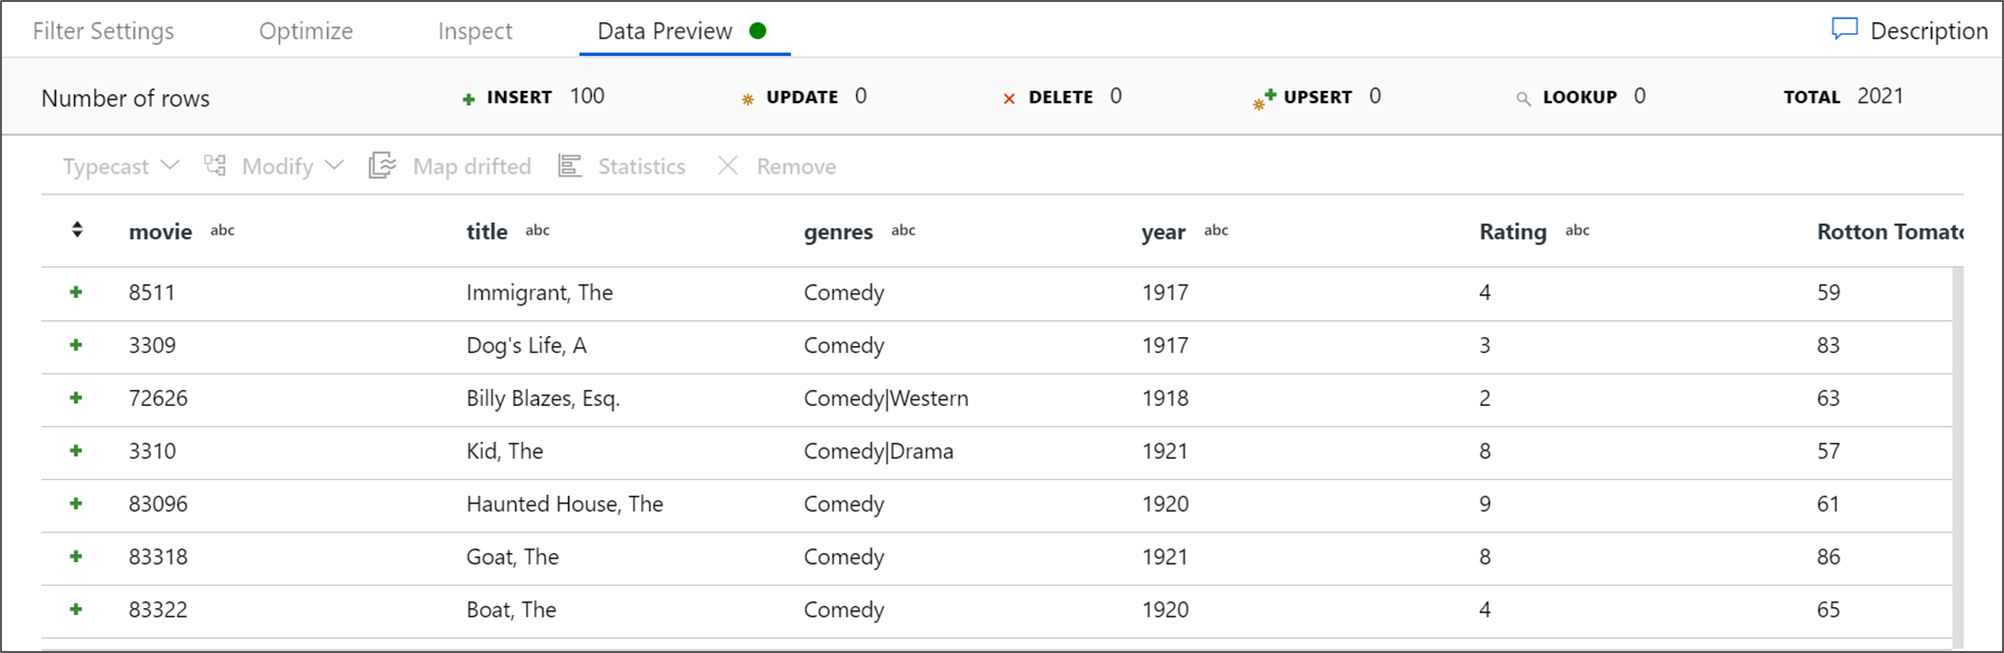 Filter Settings Optimize Inspect Data Preview Description
Number of rows INSERT 100 UPDATE 0 DELETE 0 UPSERT 0 LOOKUP 0 TOTAL 2021
Typecast Modify Map drifted Statistics Remove
movie abc title abc genres abc year abc Rating abc Rotton Tomato
8511 Immigrant, The Comedy 1917 4 59
3309 Dog's Life, A Comedy 1917 3 83
72626 Billy Blazes, Esq. Comedy|Western 1918 2 63
3310 Kid, The Comedy|Drama 1921 8 57
83096 Haunted House, The Comedy 1920 9 61
83318 Goat, The Comedy 1921 8 86
83322 Boat, The Comedy 1920 4 65